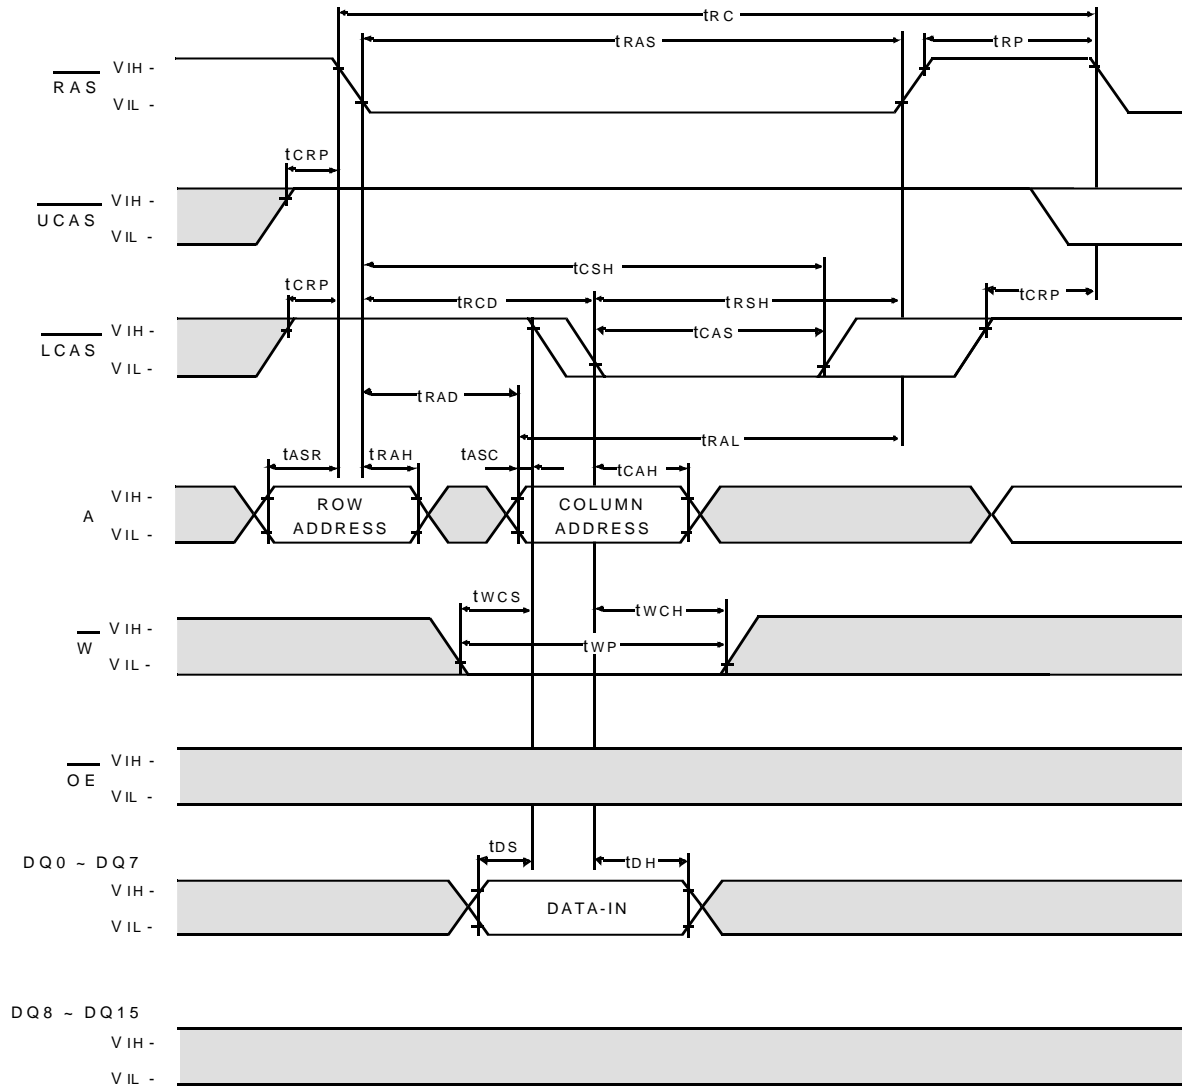 tRC
tRAS
tRP
RAS
VIH -
VIL -
tCRP
UCAS
VIH -
VIL -
tCSH
tCRP
tRCD
tRSH
tCRP
LCAS
VIH -
VIL -
tCAS
tRAD
tRAL
tASR
tRAH
tASC
tCAH
A
VIH -
VIL -
ROW
ADDRESS
COLUMN
ADDRESS
tWCS
tWCH
tWP
W
VIH -
VIL -
OE
VIH -
VIL -
tDS
tDH
DQ0 ~ DQ7
VIH -
VIL -
DATA-IN
DQ8 ~ DQ15
VIH -
VIL -